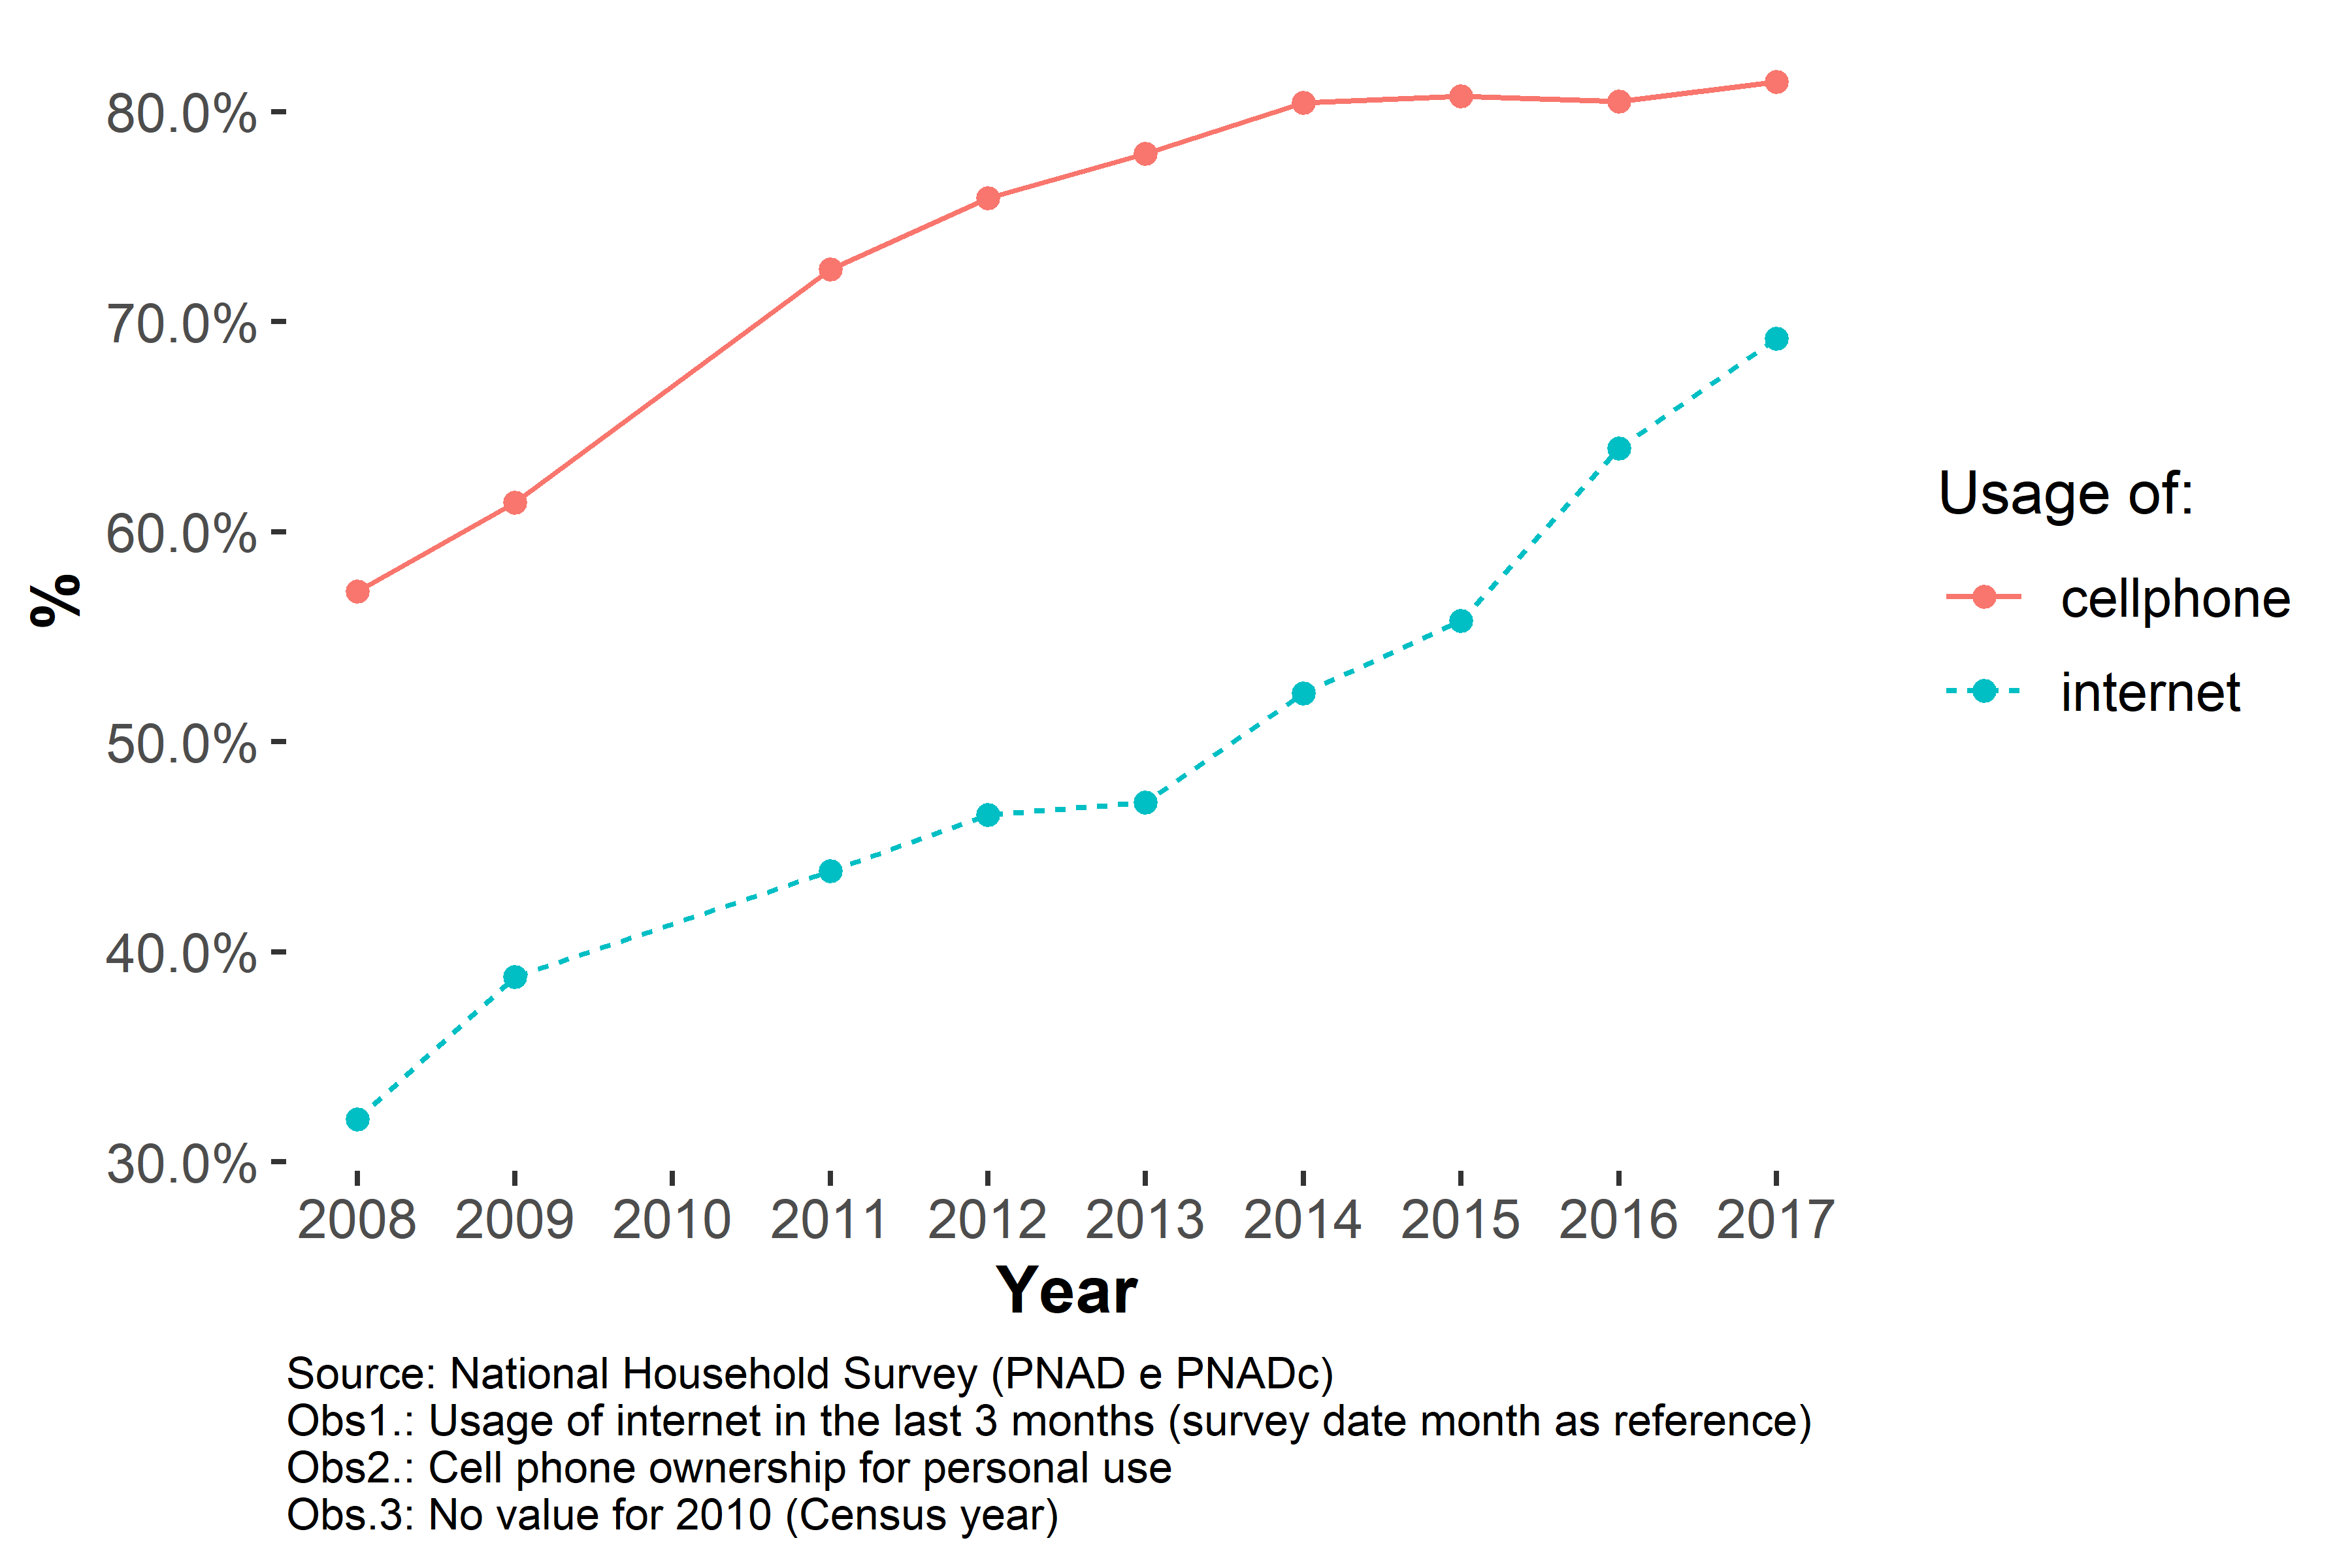 80.0%
70.0%
60.0%
50.0%
40.0%
30.0%
%
2008 2009 2010 2011 2012 2013 2014 2015 2016 2017
Year
Usage of:
cellphone
internet
Source: National Household Survey (PNAD e PNADc)
Obs1.: Usage of internet in the last 3 months (survey date month as reference)
Obs2.: Cell phone ownership for personal use
Obs.3: No value for 2010 (Census year)